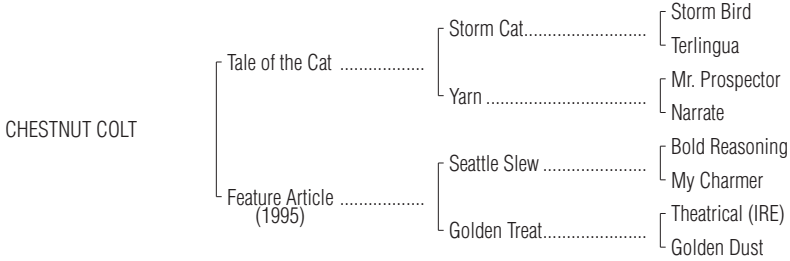 Storm Bird
Storm Cat..........................
Terlingua
Tale of the Cat ..................
Mr. Prospector
Yarn ..................................
Narrate
CHESTNUT COLT
Bold Reasoning
Seattle Slew ......................
My Charmer
Feature Article ..................
(1995)
Theatrical (IRE)
Golden Treat......................
Golden Dust